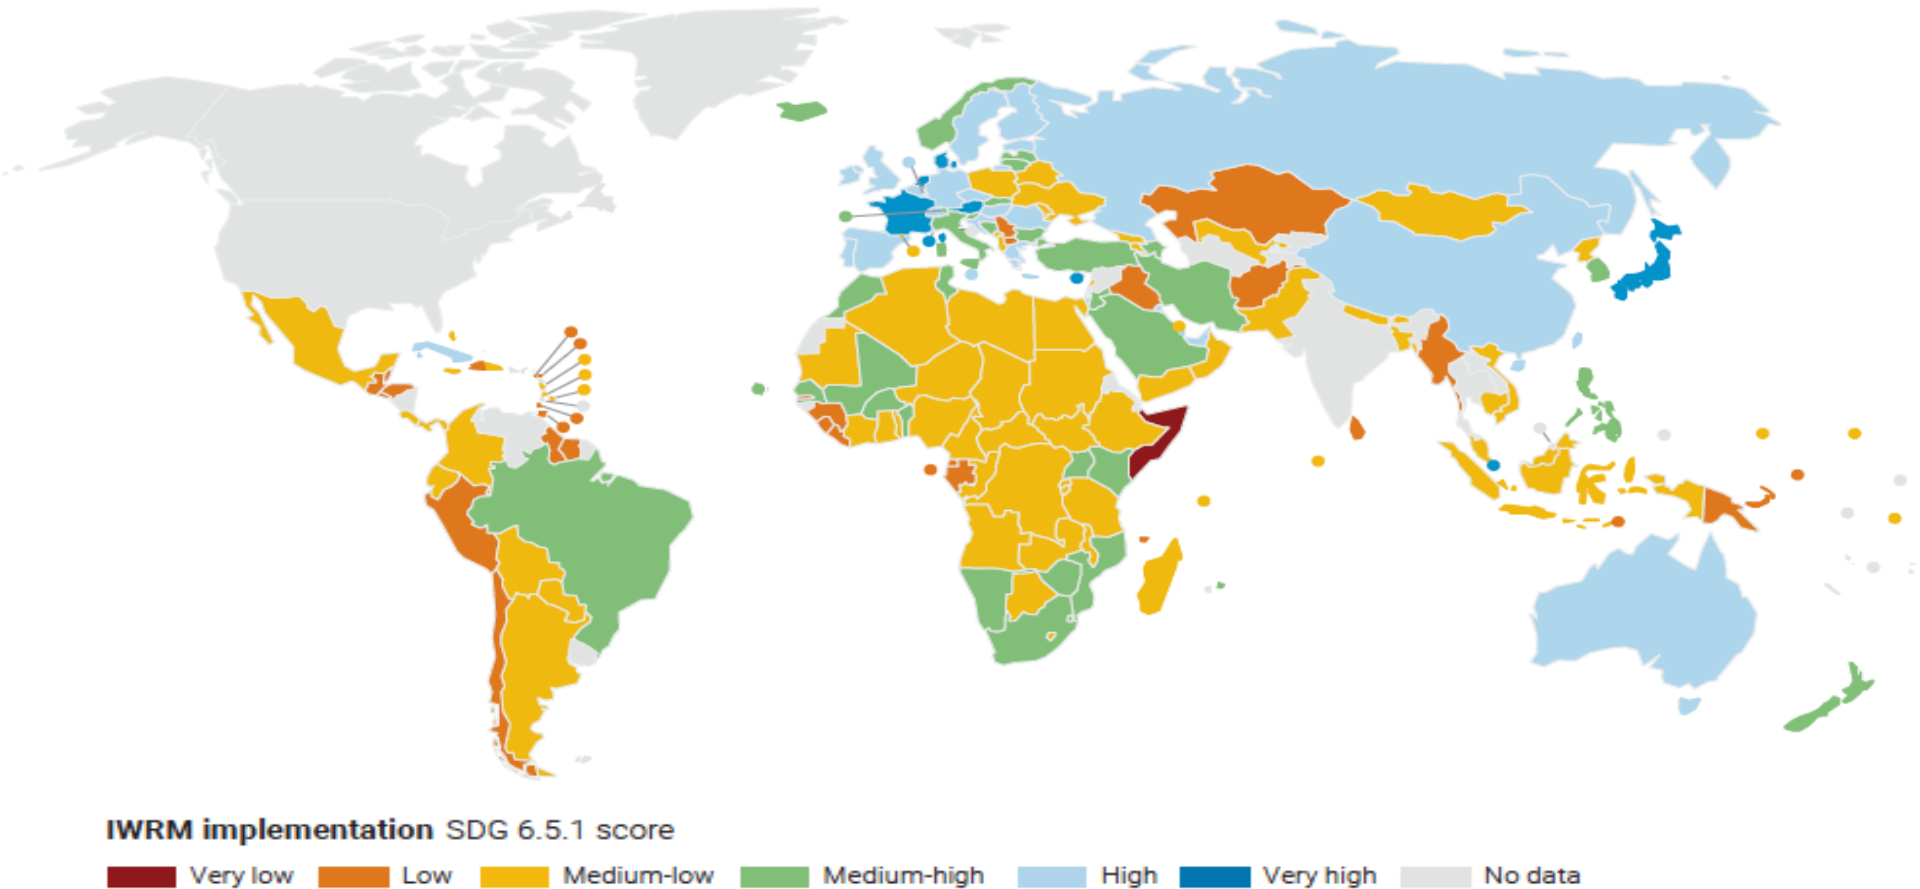 IWRM implementation SDG 6.5.1 score
Very low Low Medium-low Medium-high High Very high No data